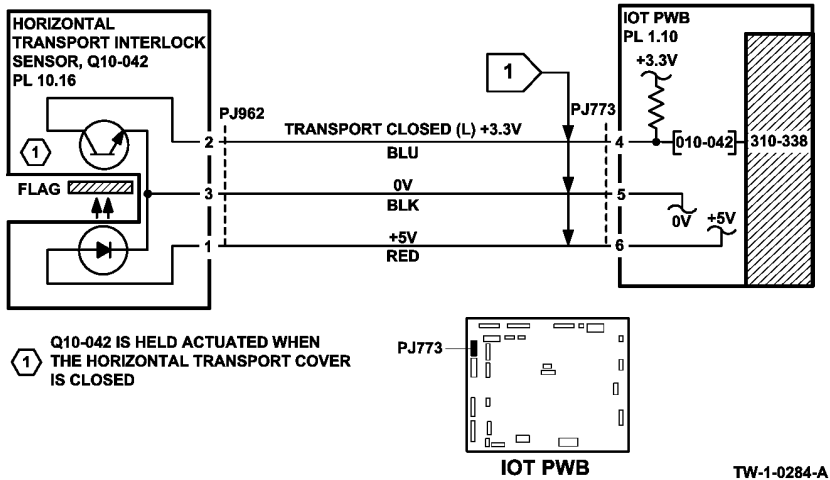 HORIZONTAL
TRANSPORT INTERLOCK
SENSOR, Q10-042
PL 10.16
IOT PWB
PL 1.10
+3.3V
1
PJ962
PJ773
2
TRANSPORT CLOSED (L) +3.3V
4
010-042
310-338
BLU
1
FLAG
3
0V
5
BLK
0V
+5V
1
+5V
6
RED
1
Q10-042 IS HELD ACTUATED WHEN
THE HORIZONTAL TRANSPORT COVER
IS CLOSED
PJ773
IOT PWB
TW-1-0284-A